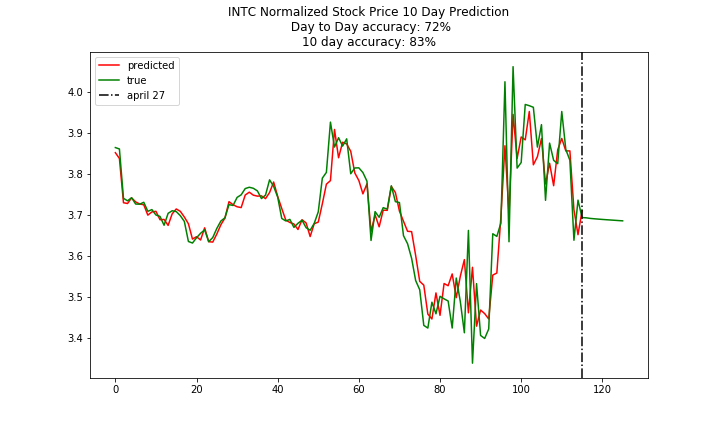 INTC Normalized Stock Price 10 Day Prediction
Day to Day accuracy: 72%
10 day accuracy: 83%
predicted
true
april 27
4.0
3.9
3.8
3.7
3.6
3.5
3.4
0 20 40 60 80 100 120